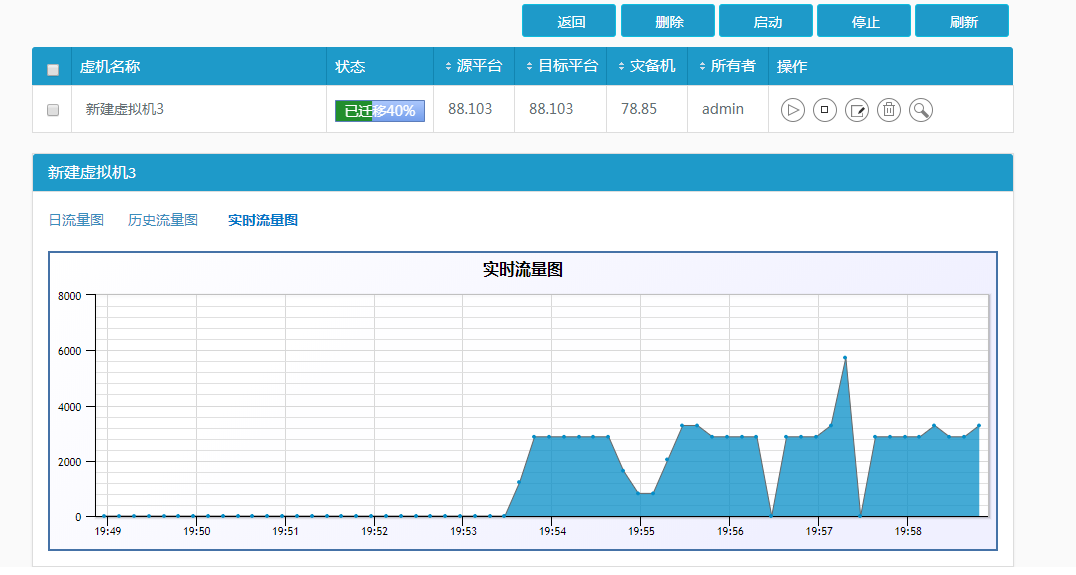 返回 删除 启动 停止 刷新
虚机名称 状态 源平台 目标平台 灾备机 所有者 操作
新建虚拟机3 已迁移40% 88.103 88.103 78.85 admin
新建虚拟机3
日流量图 历史流量图 实时流量图
实时流量图
8000
6000
4000
2000
0
19:49 19:50 19:51 19:52 19:53 19:54 19:55 19:56 19:57 19:58